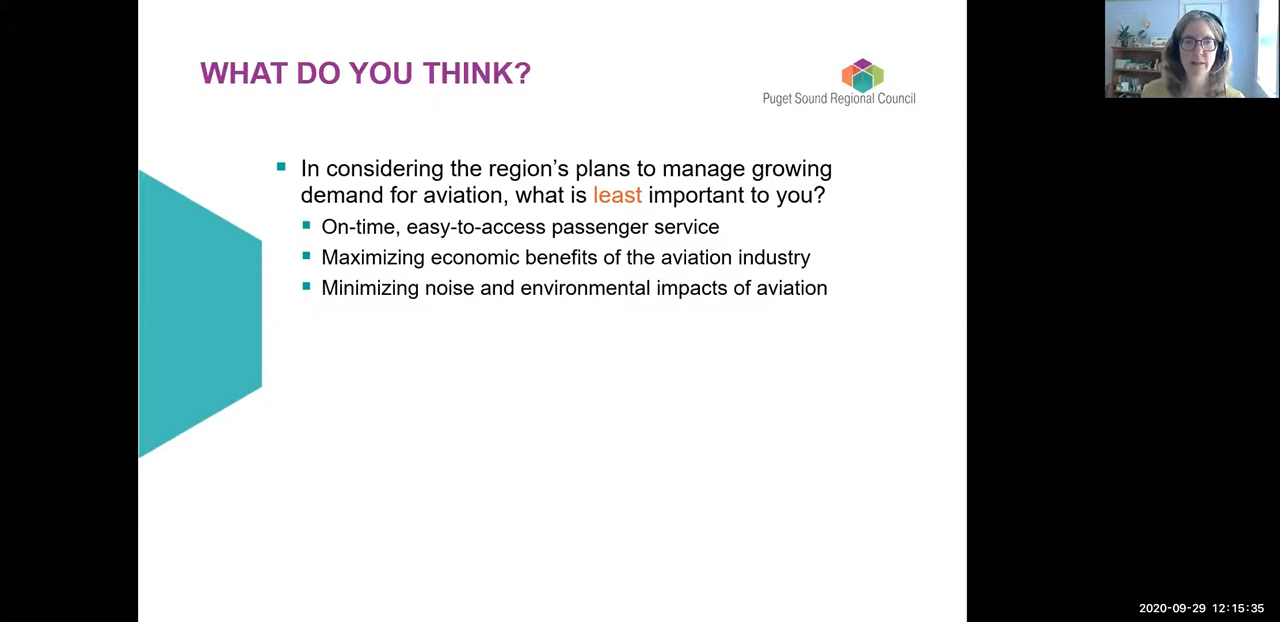 WHAT DO YOU THINK?
Puget Sound Regional Council
In considering the region’s plans to manage growing
demand for aviation, what is least important to you?
On-time, easy-to-access passenger service
Maximizing economic benefits of the aviation industry
Minimizing noise and environmental impacts of aviation
2020-09-29 12:15:35